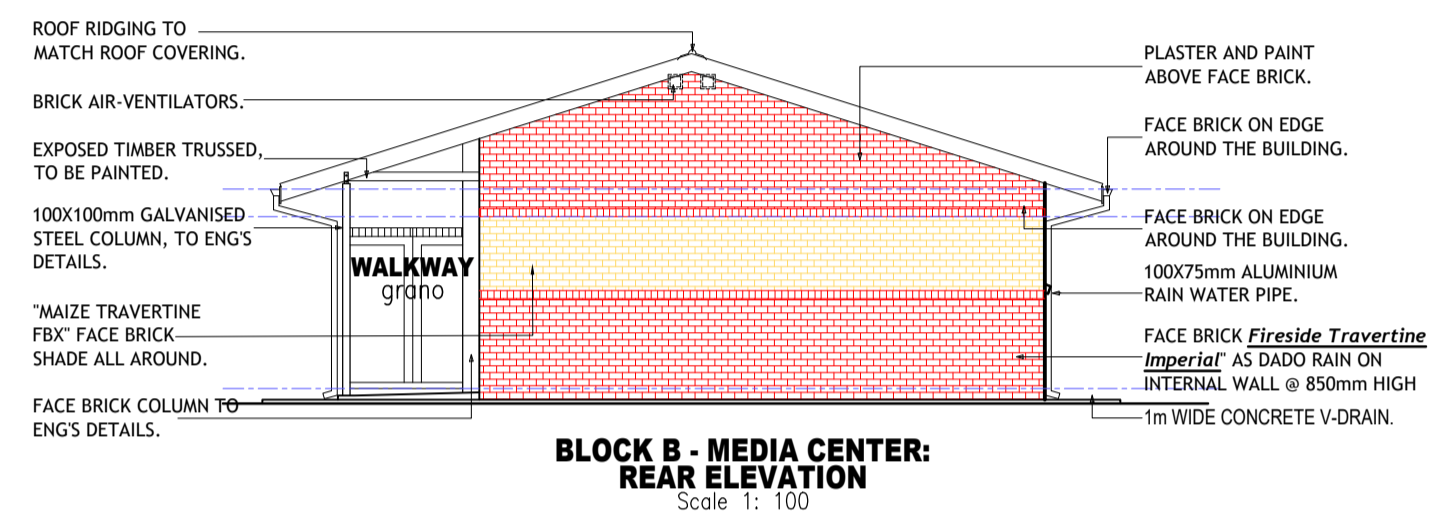 ROOF RIDGING TO
MATCH ROOF COVERING.
BRICK AIR-VENTILATORS.
EXPOSED TIMBER TRUSSED,
TO BE PAINTED.
100X100mm GALVANISED
STEEL COLUMN, TO ENG'S
DETAILS.
"MAIZE TRAVERTINE
FBX" FACE BRICK
SHADE ALL AROUND.
FACE BRICK COLUMN TO
ENG'S DETAILS.
WALKWAY
grano
PLASTER AND PAINT
ABOVE FACE BRICK.
FACE BRICK ON EDGE
AROUND THE BUILDING.
FACE BRICK ON EDGE
AROUND THE BUILDING.
100X75mm ALUMINIUM
RAIN WATER PIPE.
FACE BRICK Fireside Travertine
Imperial" AS DADO RAIN ON
INTERNAL WALL @ 850mm HIGH
1m WIDE CONCRETE V-DRAIN.
BLOCK B - MEDIA CENTER:
REAR ELEVATION
Scale 1: 100